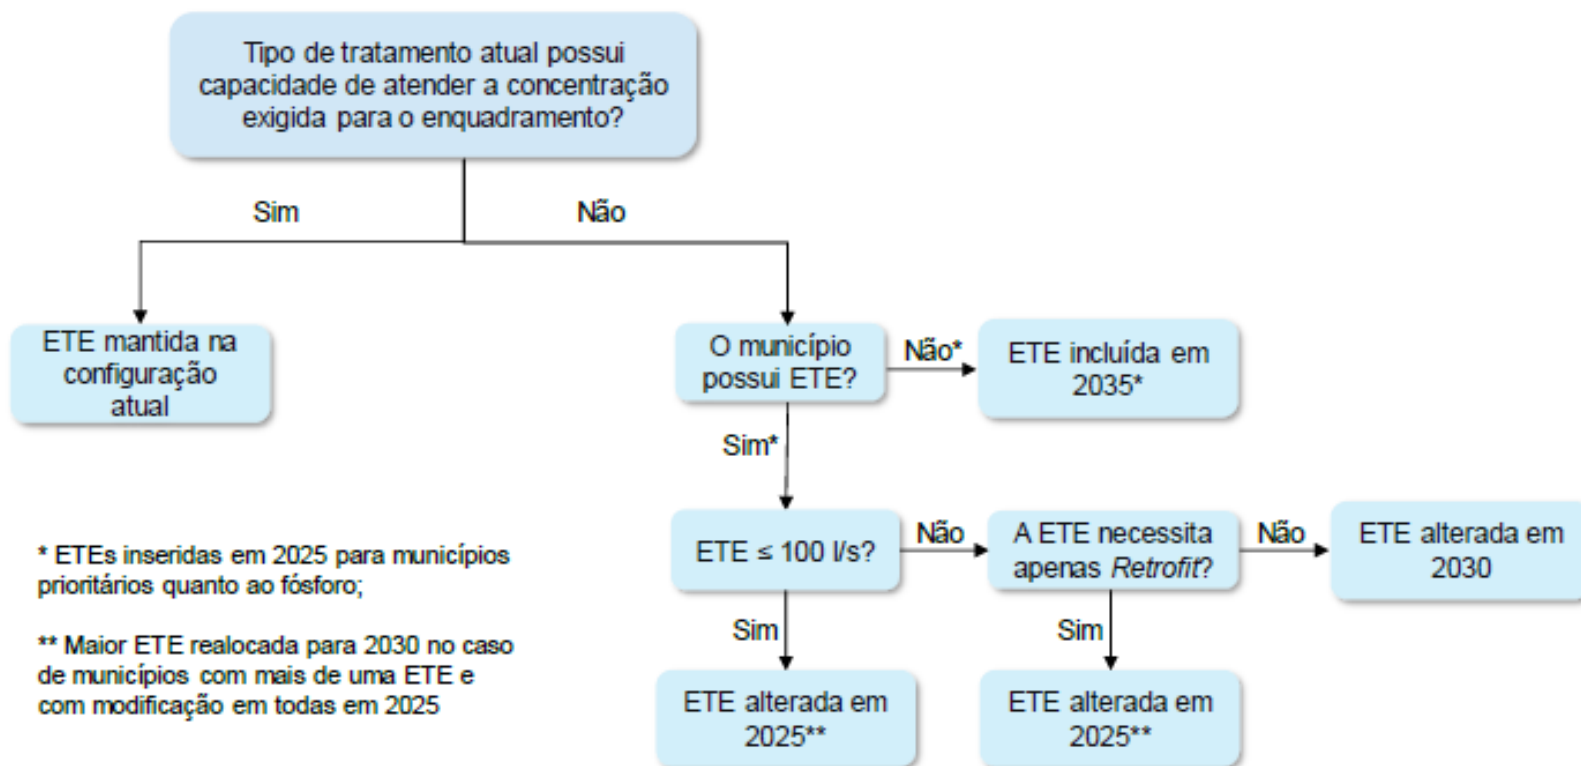 Tipo de tratamento atual possui
capacidade de atender a concentração
exigida para o enquadramento?
Sim
Não
ETE mantida na
configuração
atual
O município
possui ETE?
Não*
ETE incluída em
2035*
Sim*
ETE ≤ 100 l/s?
Não
A ETE necessita
apenas Retrofit?
Não
ETE alterada em
2030
Sim
Sim
ETE alterada em
2025**
ETE alterada em
2025**
* ETEs inseridas em 2025 para municípios
prioritários quanto ao fósforo;
** Maior ETE realocada para 2030 no caso
de municípios com mais de uma ETE e
com modificação em todas em 2025